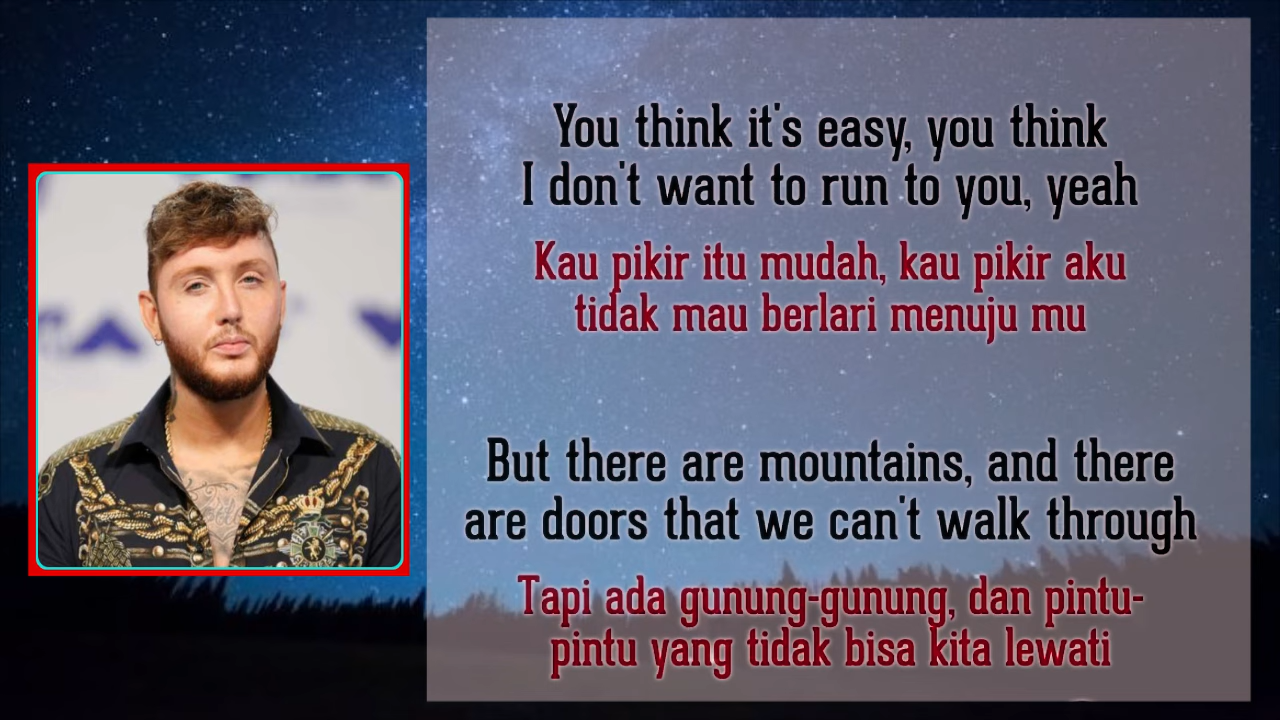 You think it's easy, you think
I don't want to run to you, yeah
Kau pikir itu mudah, kau pikir aku
tidak mau berlari menuju mu
But there are mountains, and there
are doors that we can't walk through
Tapi ada gunung-gunung, dan pintu-
pintu yang tidak bisa kita lewati